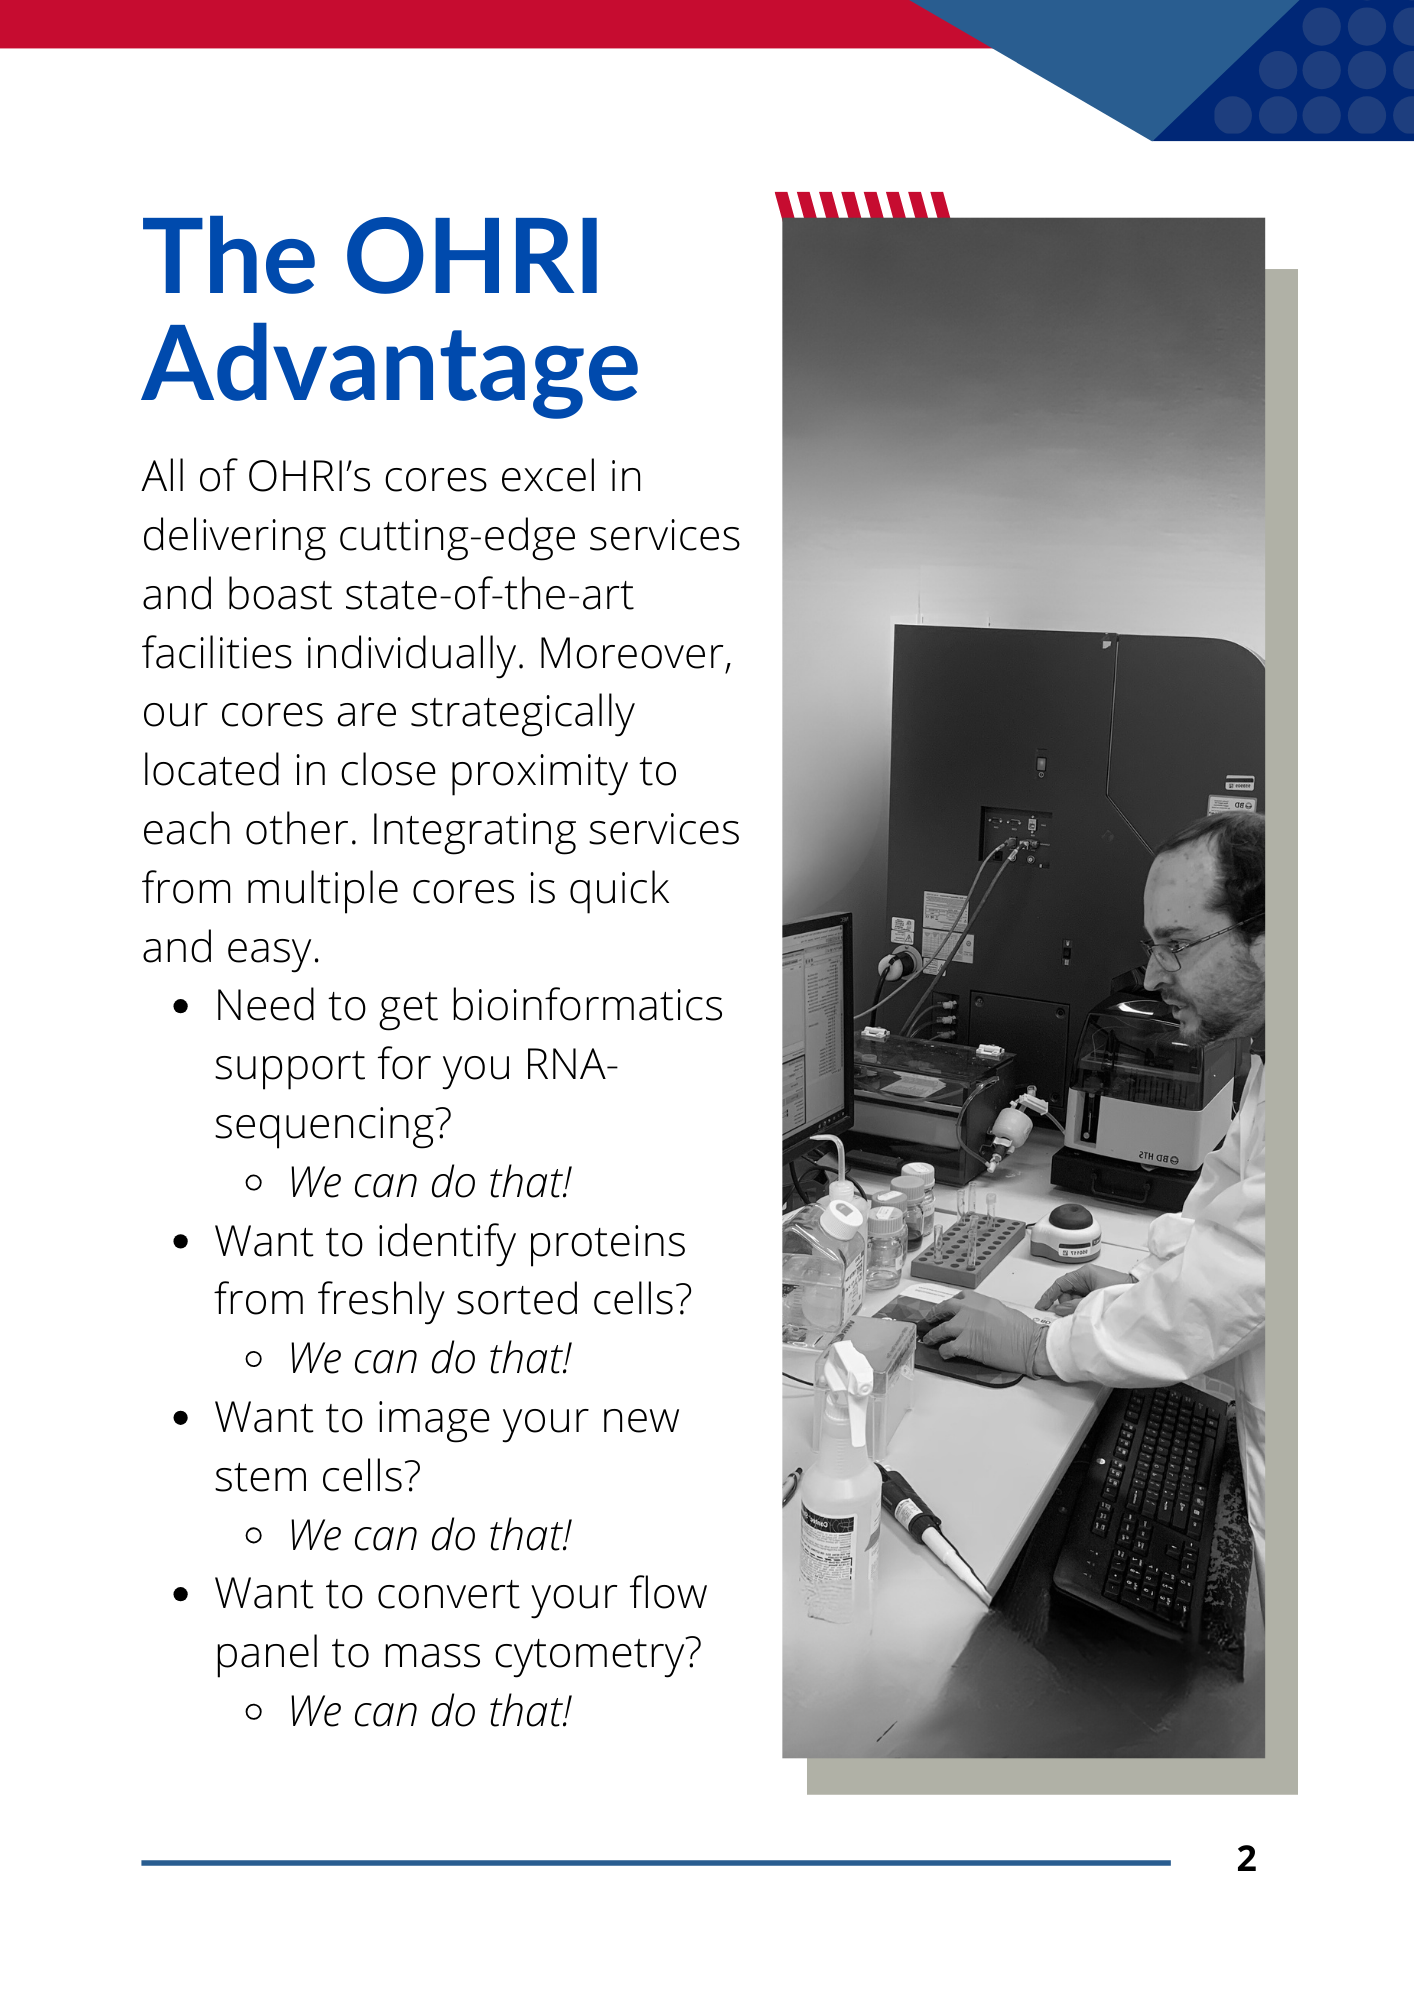 The OHRI
Advantage
All of OHRI’s cores excel in
delivering cutting-edge services
and boast state-of-the-art
facilities individually. Moreover,
our cores are strategically
located in close proximity to
each other. Integrating services
from multiple cores is quick
and easy.
• Need to get bioinformatics
support for you RNA-
sequencing?
◦ We can do that!
• Want to identify proteins
from freshly sorted cells?
◦ We can do that!
• Want to image your new
stem cells?
◦ We can do that!
• Want to convert your flow
panel to mass cytometry?
◦ We can do that!
BD
BD HTS
2